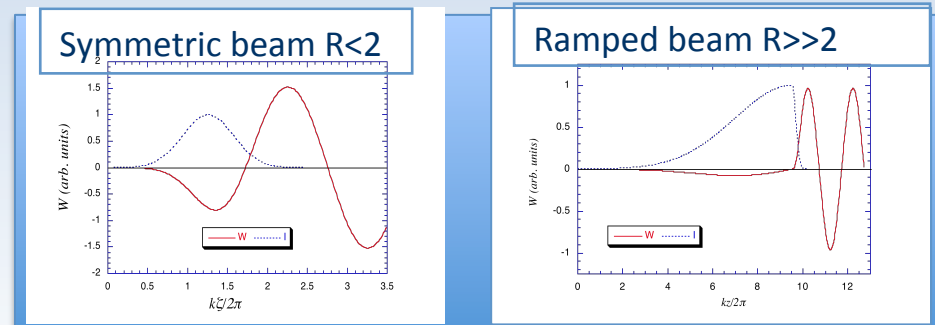 Symmetric beam R<2
Ramped beam R>>2
2
1.5
1
0.5
0
-0.5
-1
-1.5
-2
W (arb. units)
W
I
0 0.5 1 1.5 2 2.5 3 3.5
kζ/2π
1
0.5
0
-0.5
-1
W (arb. units)
W
I
0 2 4 6 8 10 12
kz/2π